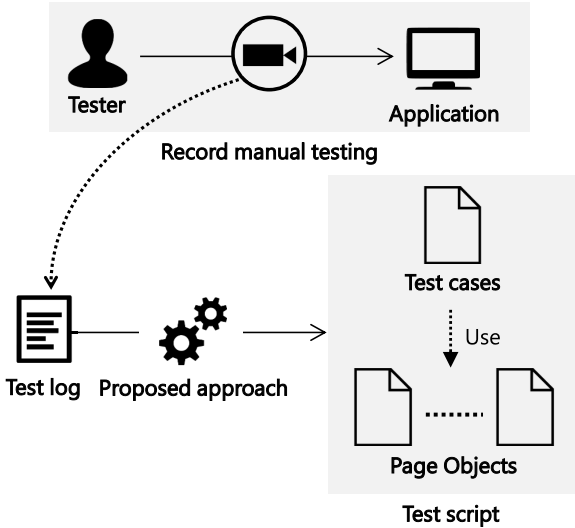 Tester
Application
Record manual testing
Test cases
Use
Test log
Proposed approach
Page Objects
Test script